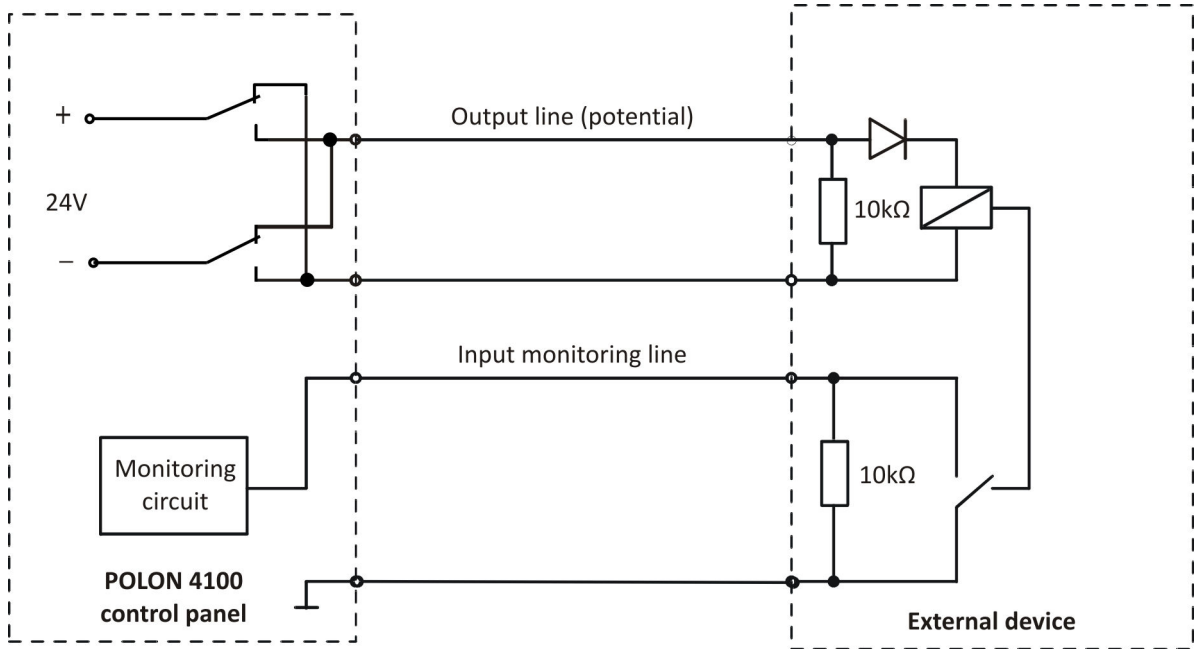 +
Output line (potential)
24V
10kΩ
−
Input monitoring line
Monitoring
circuit
10kΩ
POLON 4100
control panel
External device